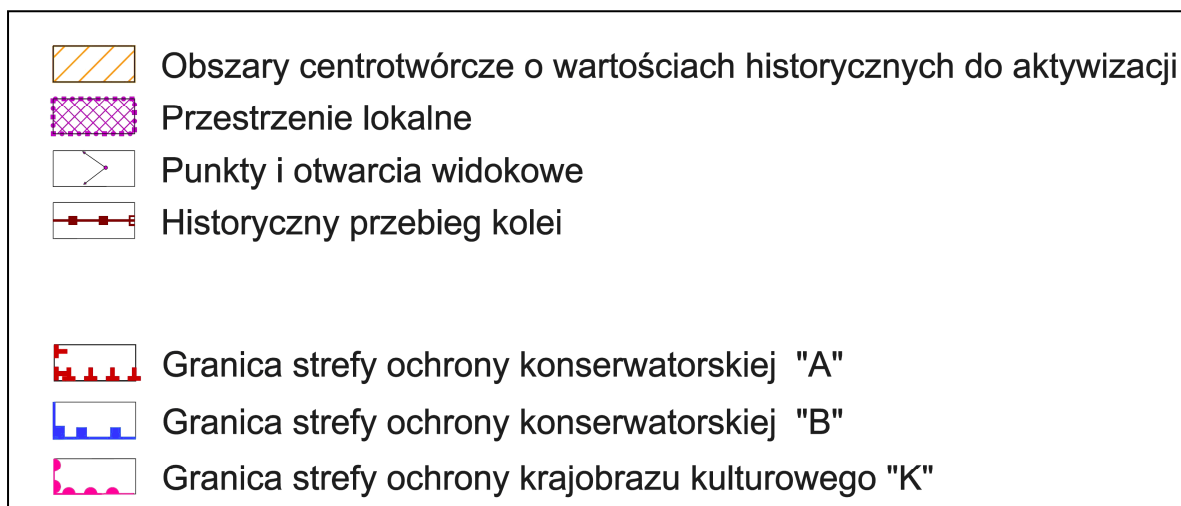 Obszary centrotwórcze o wartościach historycznych do aktywizacji
Przestrzenie lokalne
Punkty i otwarcia widokowe
Historyczny przebieg kolei
Granica strefy ochrony konserwatorskiej "A"
Granica strefy ochrony konserwatorskiej "B"
Granica strefy ochrony krajobrazu kulturowego "K"